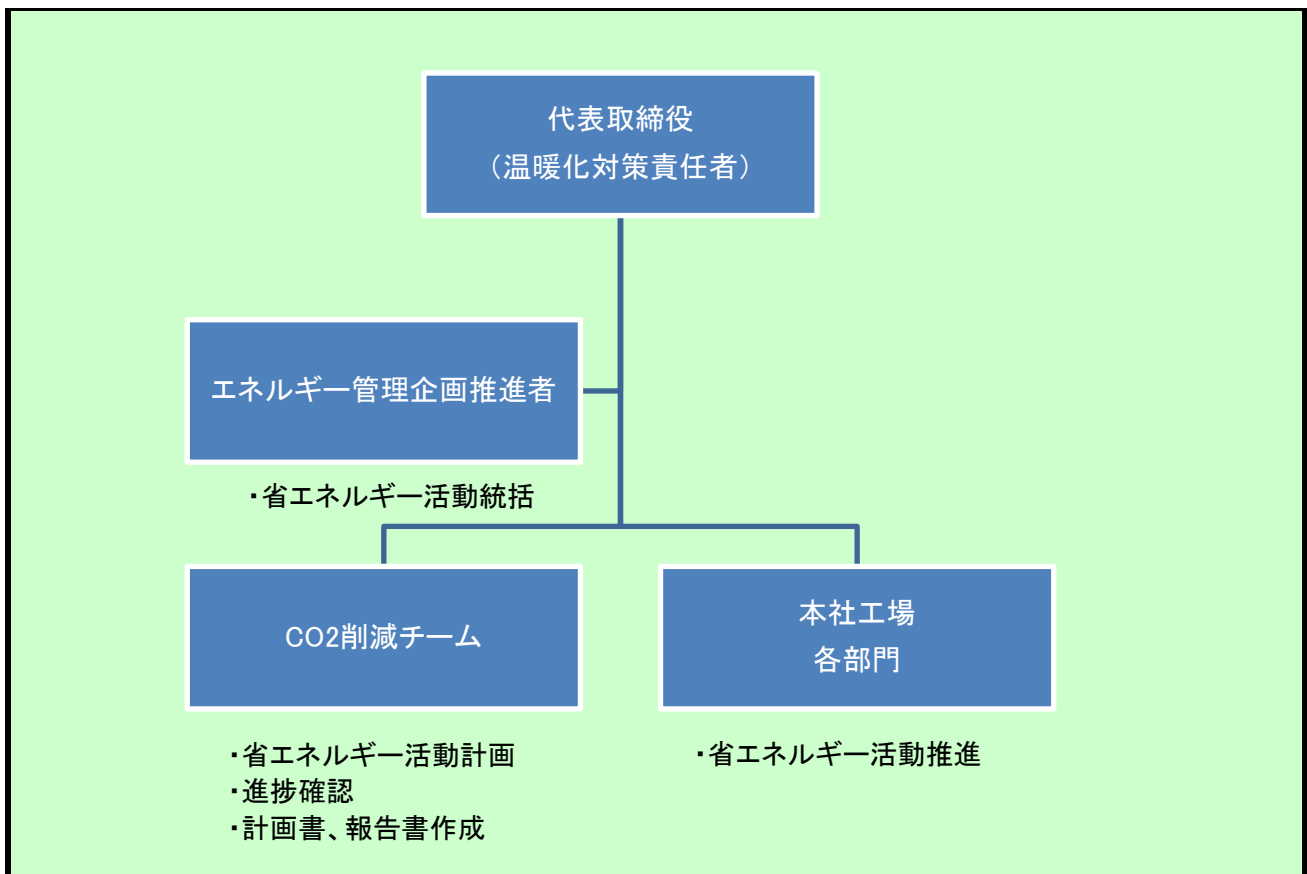 代表取締役
（温暖化対策責任者）
エネルギー管理企画推進者
・省エネルギー活動統括
CO2削減チーム
本社工場
各部門
・省エネルギー活動計画
・進捗確認
・計画書、報告書作成
・省エネルギー活動推進